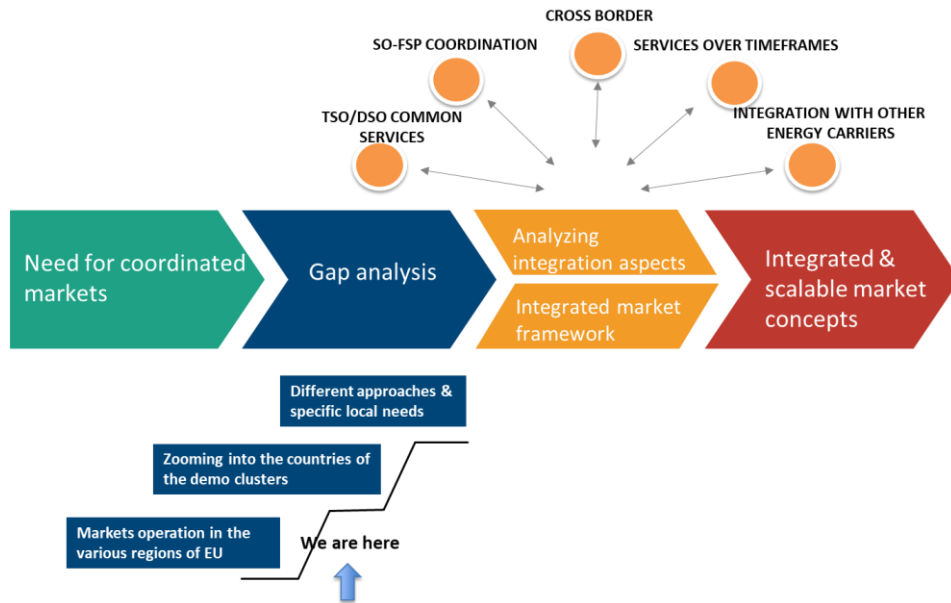 CROSS BORDER
SO-FSP COORDINATION
SERVICES OVER TIMEFRAMES
TSO/DSO COMMON
SERVICES
INTEGRATION WITH OTHER
ENERGY CARRIERS
Need for coordinated
markets
Gap analysis
Analyzing
integration aspects
Integrated market
framework
Integrated &
scalable market
concepts
Different approaches &
specific local needs
Zooming into the countries of
the demo clusters
Markets operation in the
various regions of EU
We are here